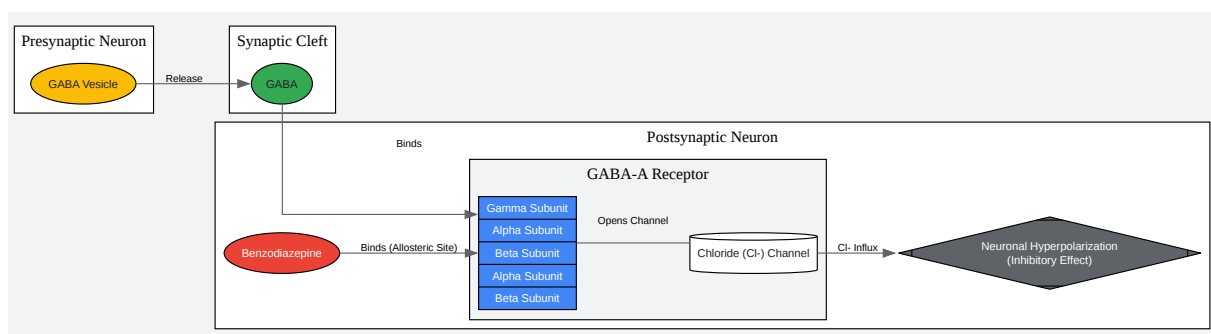 Presynaptic Neuron
GABA Vesicle
Release
Synaptic Cleft
GABA
Postsynaptic Neuron
Binds
GABA-A Receptor
Gamma Subunit
Alpha Subunit
Beta Subunit
Alpha Subunit
Beta Subunit
Benzodiazepine
Binds (Allosteric Site)
Opens Channel
Chloride (Cl-) Channel
Cl- Influx
Neuronal Hyperpolarization
(Inhibitory Effect)